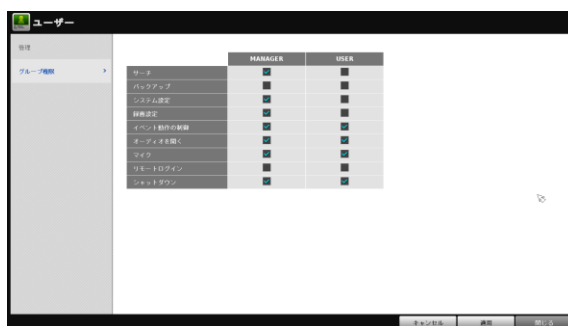 ユーザー
管理
グループ権限 >
MANAGER USER
サーチ
バックアップ
システム設定
録画設定
イベント動作の制御
オーディオを聞く
マイク
リモートログイン
シャットダウン
キャンセル 適用 閉じる